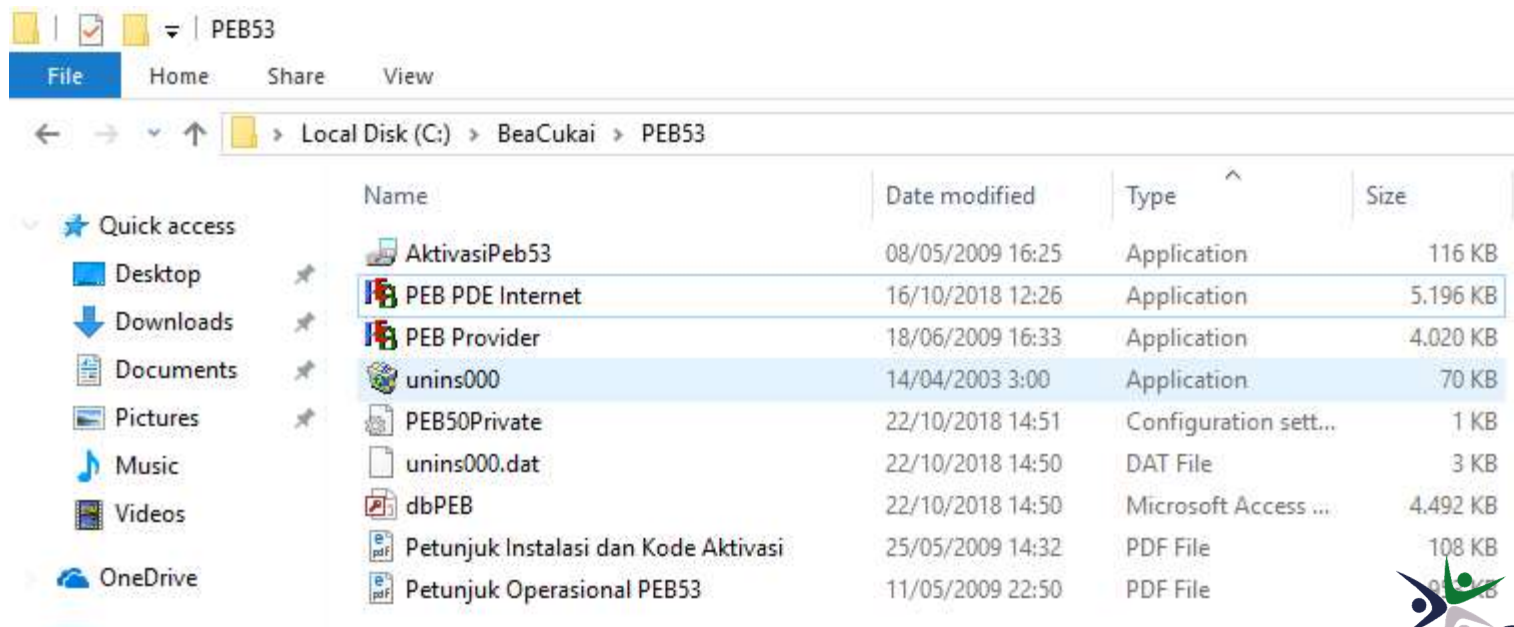 PEB53
File Home Share View
Local Disk (C:) > BeaCukai > PEB53
Name Date modified Type Size
Quick access
Desktop
Downloads
Documents
Pictures
Music
Videos
OneDrive
AktivasiPeb53 08/05/2009 16:25 Application 116 KB
PEB PDE Internet 16/10/2018 12:26 Application 5.196 KB
PEB Provider 18/06/2009 16:33 Application 4.020 KB
unins000 14/04/2003 3:00 Application 70 KB
PEB50Private 22/10/2018 14:51 Configuration sett... 1 KB
unins000.dat 22/10/2018 14:50 DAT File 3 KB
dbPEB 22/10/2018 14:50 Microsoft Access ... 4.492 KB
Petunjuk Instalasi dan Kode Aktivasi 25/05/2009 14:32 PDF File 108 KB
Petunjuk Operasional PEB53 11/05/2009 22:50 PDF File KB